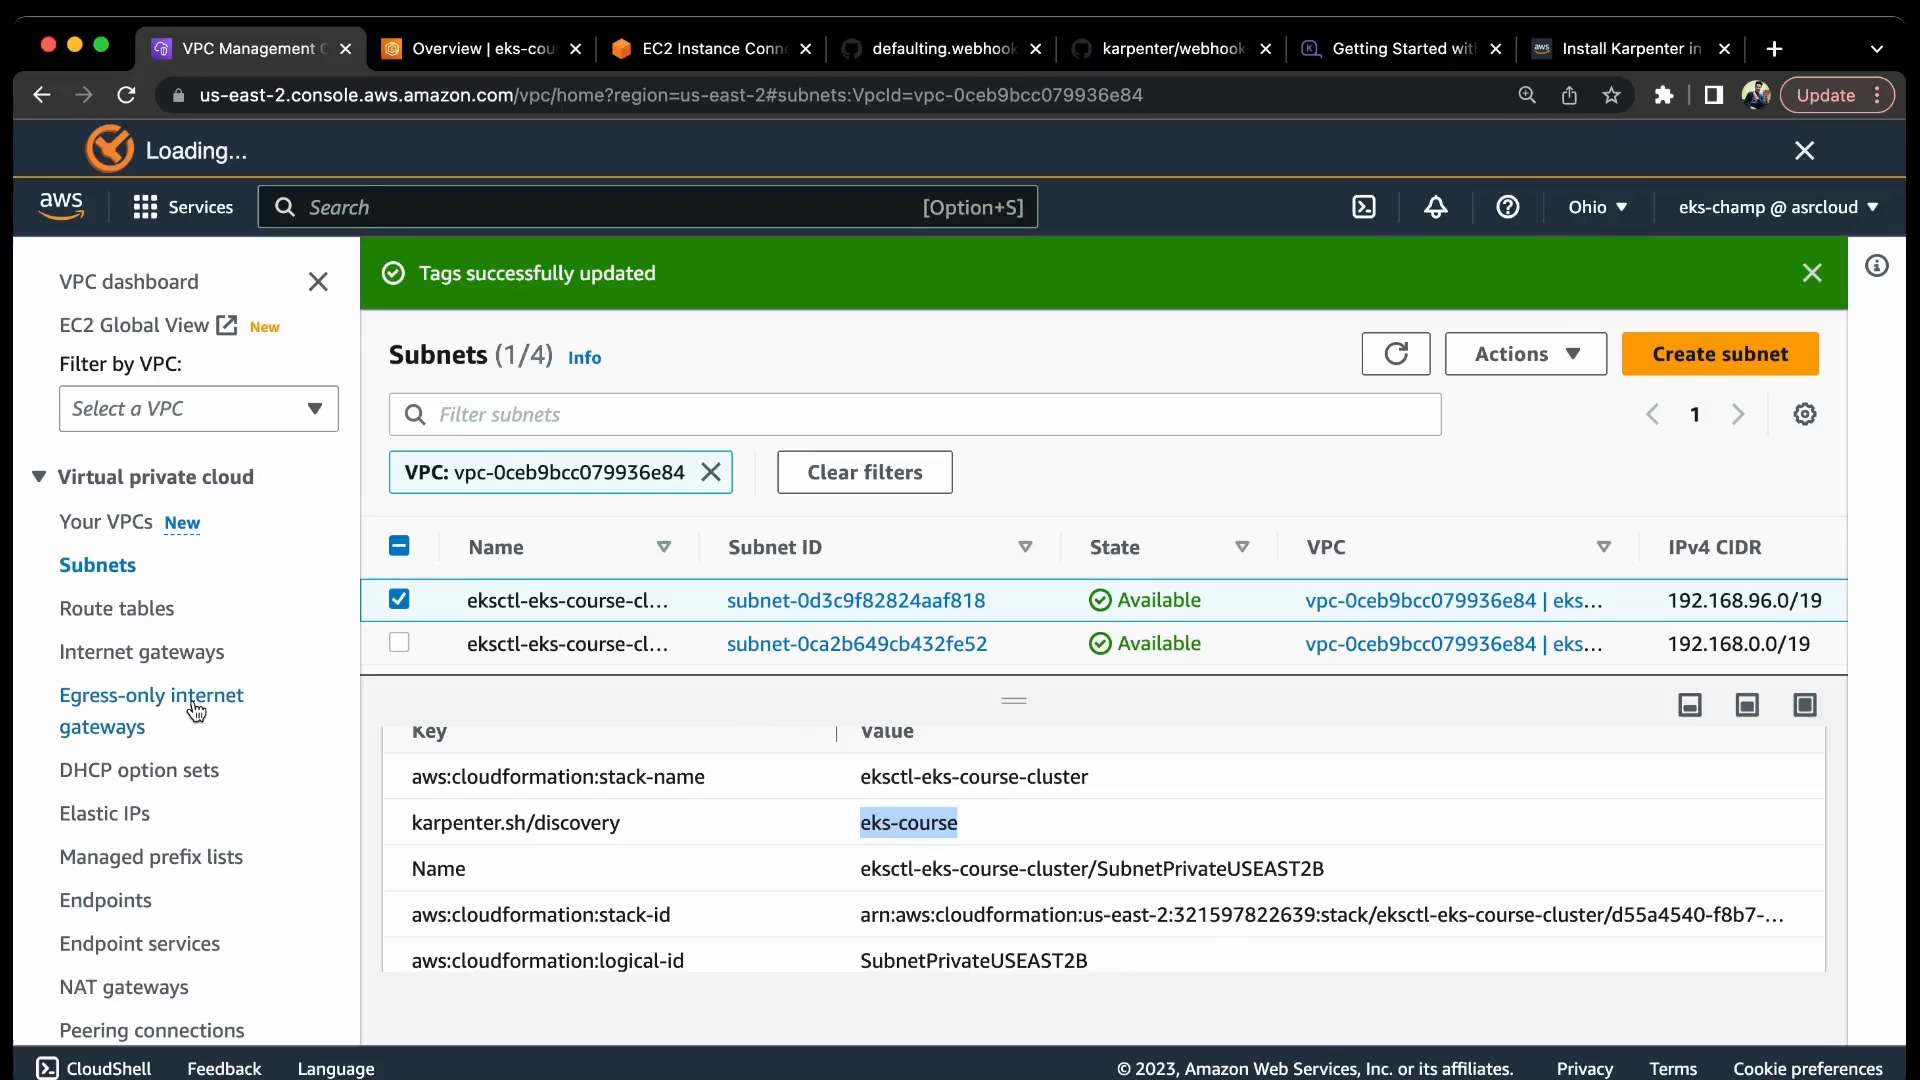 VPC Management C
Overview | eks-cou
EC2 Instance Conn
defaulting.webhook
karpenter/webhook
Getting Started wit
Install Karpenter in
us-east-2.console.aws.amazon.com/vpc/home?region=us-east-2#subnets:VpcId=vpc-0ceb9bcc079936e84
Update
Loading...
aws
Services
Search
[Option+S]
Ohio
eks-champ @ asrcloud
VPC dashboard
EC2 Global View New
Filter by VPC:
Select a VPC
Virtual private cloud
Your VPCs New
Subnets
Route tables
Internet gateways
Egress-only internet
gateways
DHCP option sets
Elastic IPs
Managed prefix lists
Endpoints
Endpoint services
NAT gateways
Peering connections
Tags successfully updated
Subnets (1/4) Info
Actions
Create subnet
Filter subnets
1
VPC: vpc-0ceb9bcc079936e84
Clear filters
Name Subnet ID State VPC IPv4 CIDR
eksctl-eks-course-cl... subnet-0d3c9f82824aaf818 Available vpc-0ceb9bcc079936e84 | eks... 192.168.96.0/19
eksctl-eks-course-cl... subnet-0ca2b649cb432fe52 Available vpc-0ceb9bcc079936e84 | eks... 192.168.0.0/19
Key Value
aws:cloudformation:stack-name eksctl-eks-course-cluster
karpenter.sh/discovery eks-course
Name eksctl-eks-course-cluster/SubnetPrivateUSEAST2B
aws:cloudformation:stack-id arn:aws:cloudformation:us-east-2:321597822639:stack/eksctl-eks-course-cluster/d55a4540-f8b7-...
aws:cloudformation:logical-id SubnetPrivateUSEAST2B
CloudShell Feedback Language © 2023, Amazon Web Services, Inc. or its affiliates. Privacy Terms Cookie preferences